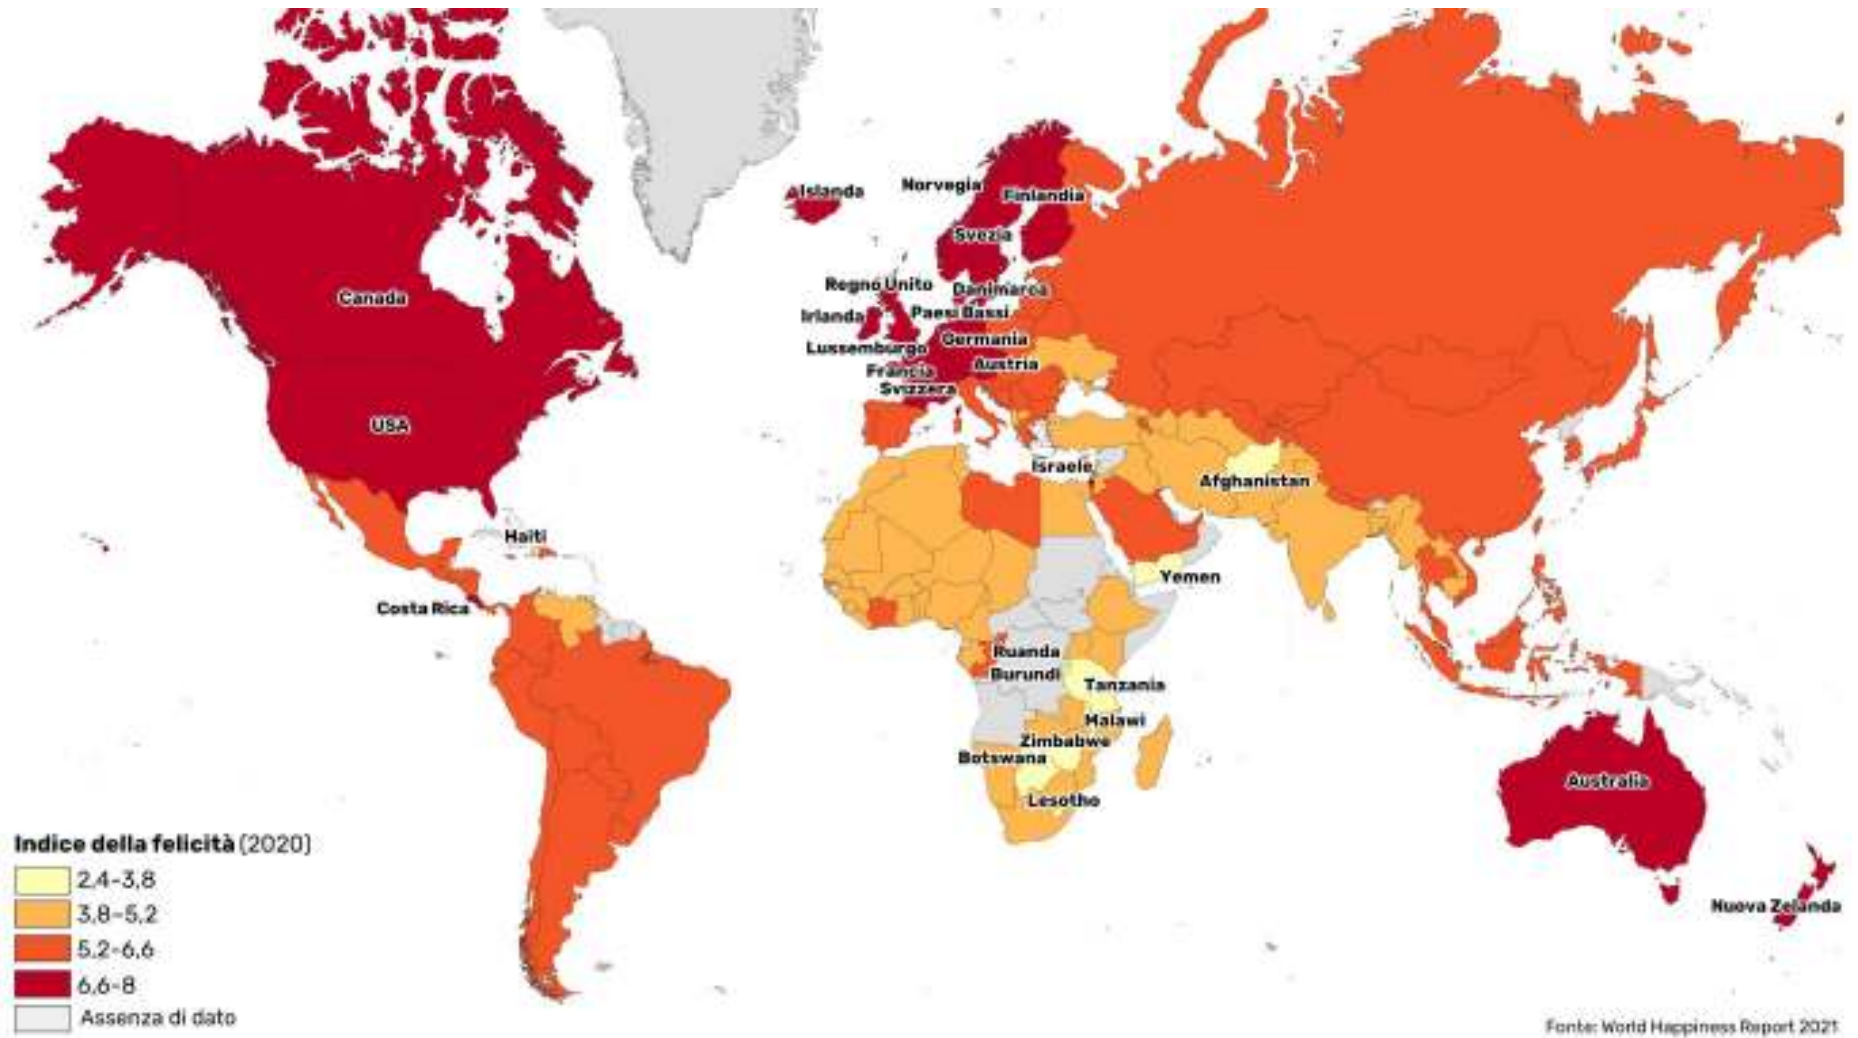 Islanda
Norvegia
Finlandia
Svezia
Regno Unito
Danimarca
Irlanda
Paesi Bassi
Germania
Lussemburgo
Austria
Francia
Svizzera
Canada
USA
Israele
Afghanistan
Haiti
Yemen
Costa Rica
Ruanda
Burundi
Tanzania
Malawi
Zimbabwe
Botswana
Lesotho
Australia
Nuova Zelanda
Indice della felicità (2020)
2,4-3,8
3,8-5,2
5,2-6,6
6,6-8
Assenza di dato
Fonte: World Happiness Report 2021